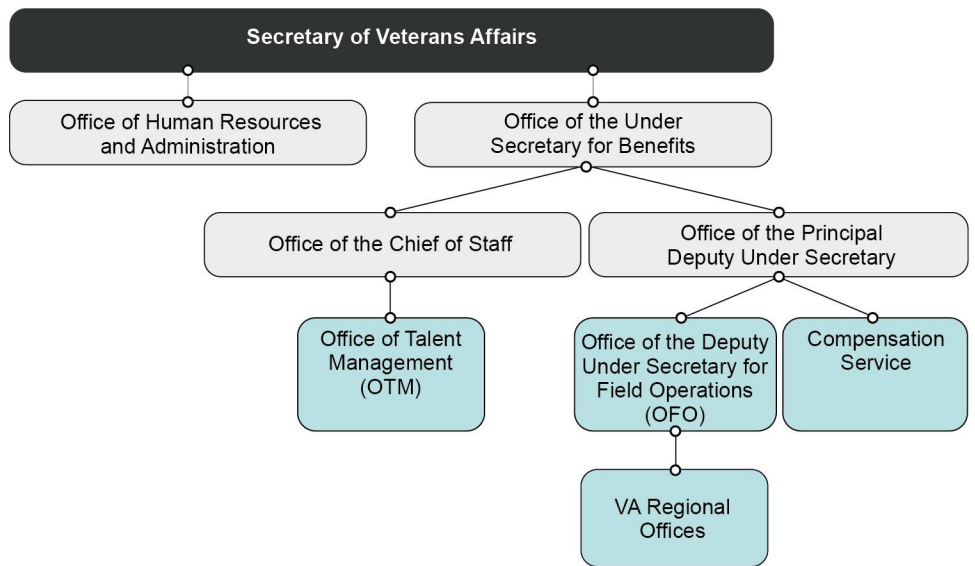 Secretary of Veterans Affairs
Office of Human Resources
and Administration
Office of the Under
Secretary for Benefits
Office of the Chief of Staff
Office of the Principal
Deputy Under Secretary
Office of Talent
Management
(OTM)
Office of the Deputy
Under Secretary for
Field Operations
(OFO)
Compensation
Service
VA Regional
Offices